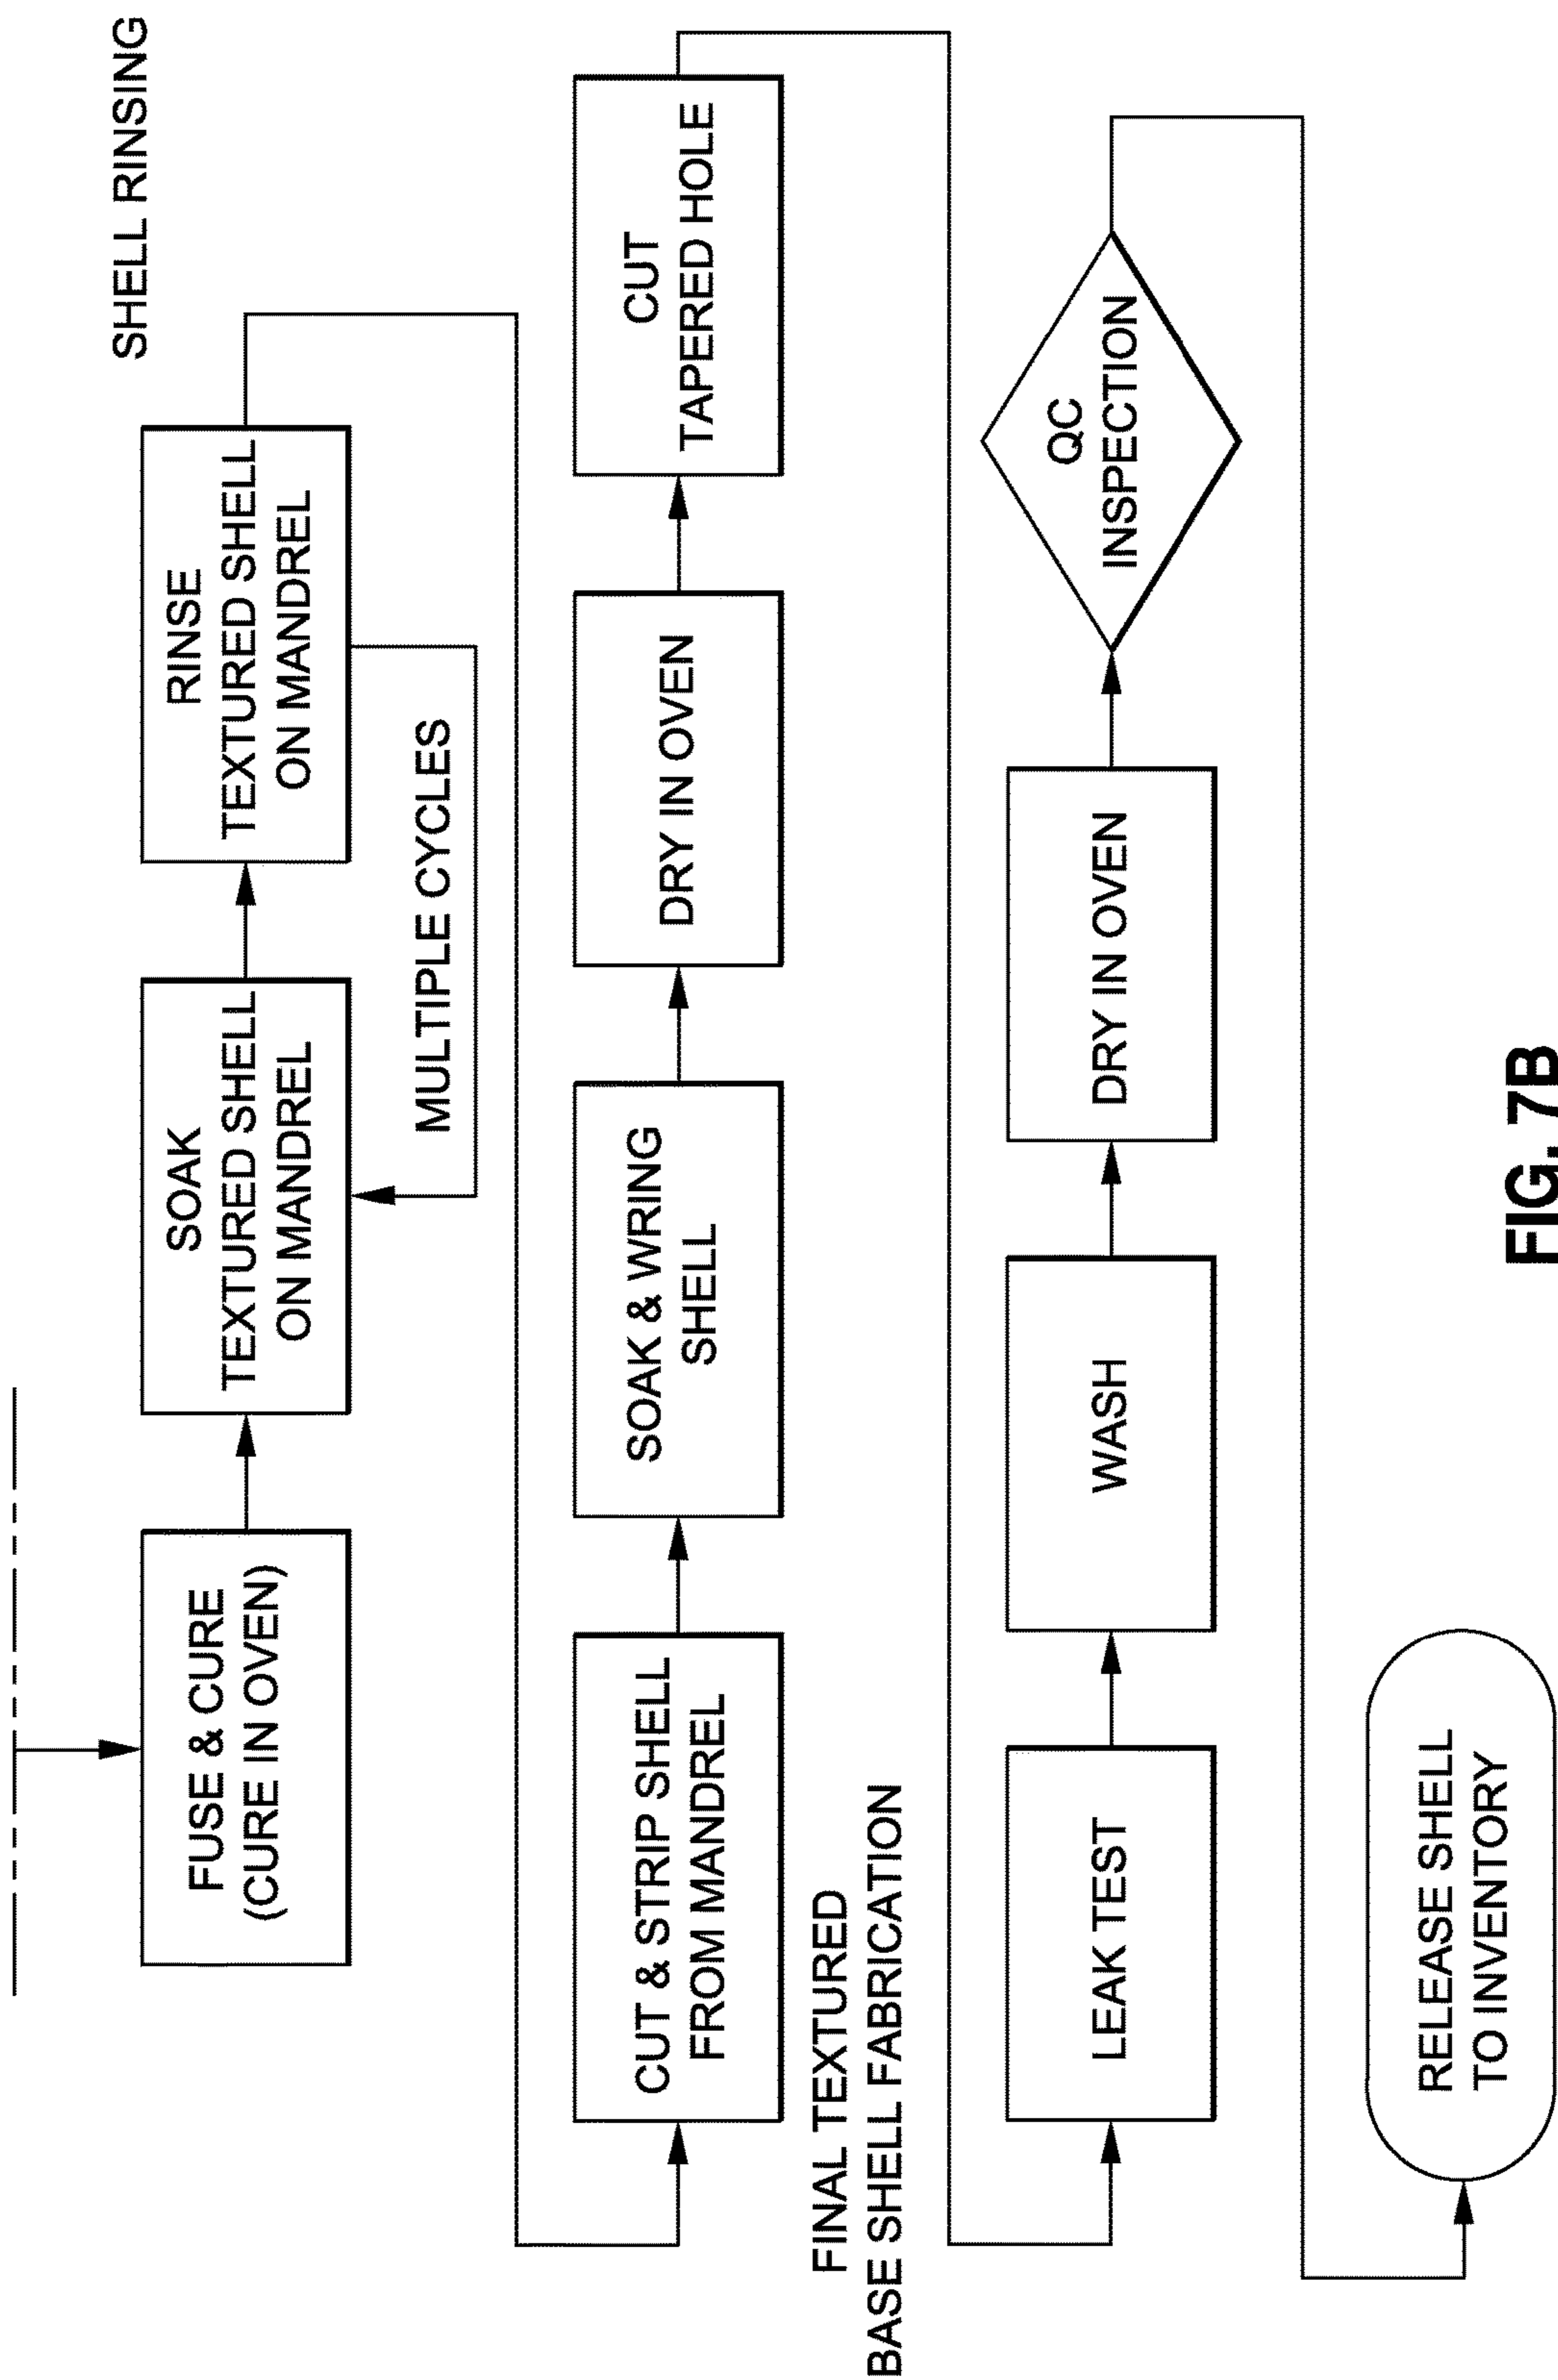 SHELL RINSING
FUSE & CURE
(CURE IN OVEN)
SOAK
TEXTURED SHELL
ON MANDREL
RINSE
TEXTURED SHELL
ON MANDREL
MULTIPLE CYCLES
CUT & STRIP SHELL
FROM MANDREL
SOAK & WRING
SHELL
DRY IN OVEN
CUT
TAPERED HOLE
FINAL TEXTURED
BASE SHELL FABRICATION
LEAK TEST
WASH
DRY IN OVEN
QC
INSPECTION
RELEASE SHELL
TO INVENTORY
FIG. 7B